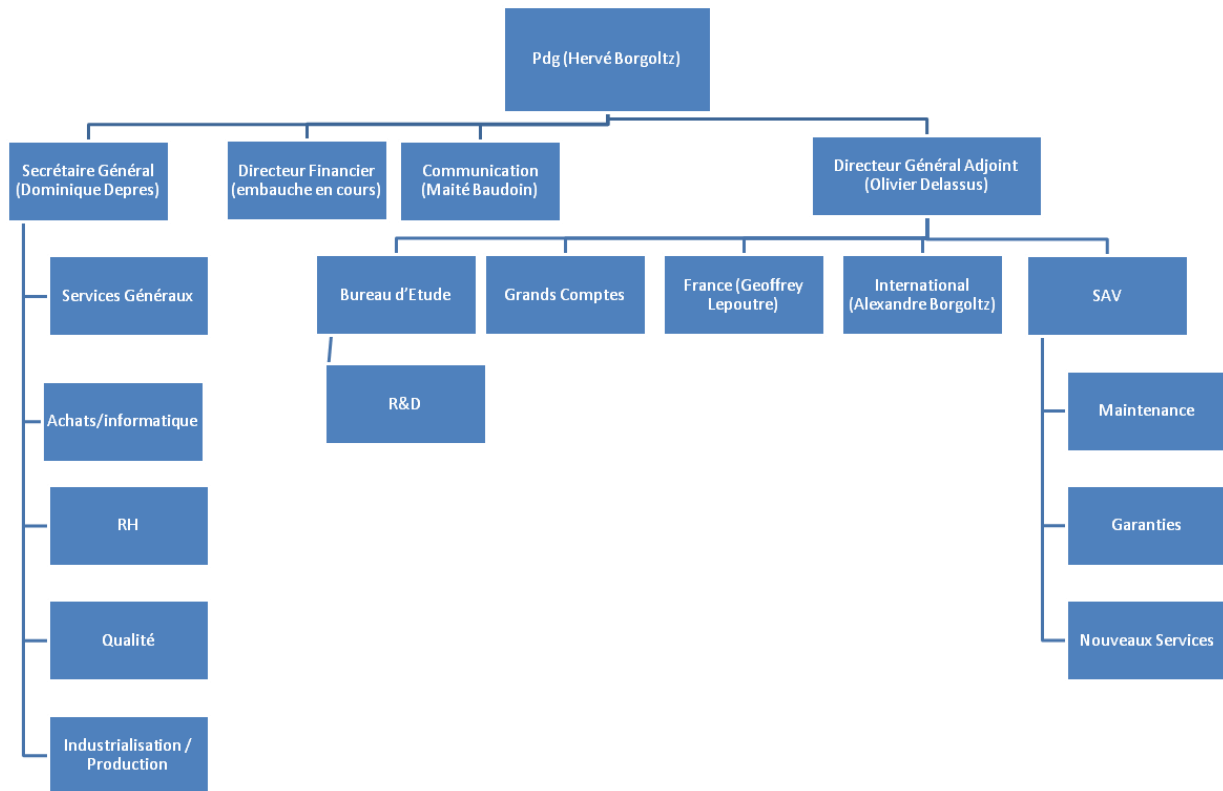 Pdg (Hervé Borgoltz)
Secrétaire Général
(Dominique Depres)
Directeur Financier
(embauche en cours)
Communication
(Maité Baudoin)
Directeur Général Adjoint
(Olivier Delassus)
Services Généraux
Achats/informatique
RH
Qualité
Industrialisation /
Production
Bureau d'Etude
R&D
Grands Comptes
France (Geoffrey
Lepoutre)
International
(Alexandre Borgoltz)
SAV
Maintenance
Garanties
Nouveaux Services